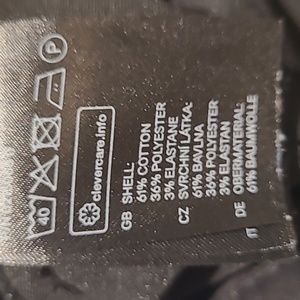 40
P
clevercare.info
GB SHELL:
61% COTTON
36% POLYESTER
3% ELASTANE
CZ SVRCHNÍ LÁTKA:
61% BAVLNA
36% POLYESTER
3% ELASTAN
DE OBERMATERIAL:
61% BAUMWOLLE